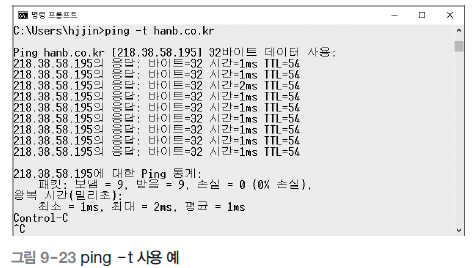 명령 프롬프트
C:\Users\hjjin>ping -t hanb.co.kr
Ping hanb.co.kr [218.38.58.195] 32바이트 데이터 사용:
218.38.58.195의 응답: 바이트=32 시간=1ms TTL=54
218.38.58.195의 응답: 바이트=32 시간=1ms TTL=54
218.38.58.195의 응답: 바이트=32 시간=2ms TTL=54
218.38.58.195의 응답: 바이트=32 시간=1ms TTL=54
218.38.58.195의 응답: 바이트=32 시간=1ms TTL=54
218.38.58.195의 응답: 바이트=32 시간=1ms TTL=54
218.38.58.195의 응답: 바이트=32 시간=1ms TTL=54
218.38.58.195의 응답: 바이트=32 시간=1ms TTL=54
218.38.58.195의 응답: 바이트=32 시간=1ms TTL=54
218.38.58.195에 대한 Ping 통계:
패킷: 보냄 = 9, 받음 = 9, 손실 = 0 (0% 손실),
왕복 시간(밀리초):
최소 = 1ms, 최대 = 2ms, 평균 = 1ms
Control-C
^C
그림 9-23 ping -t 사용 예